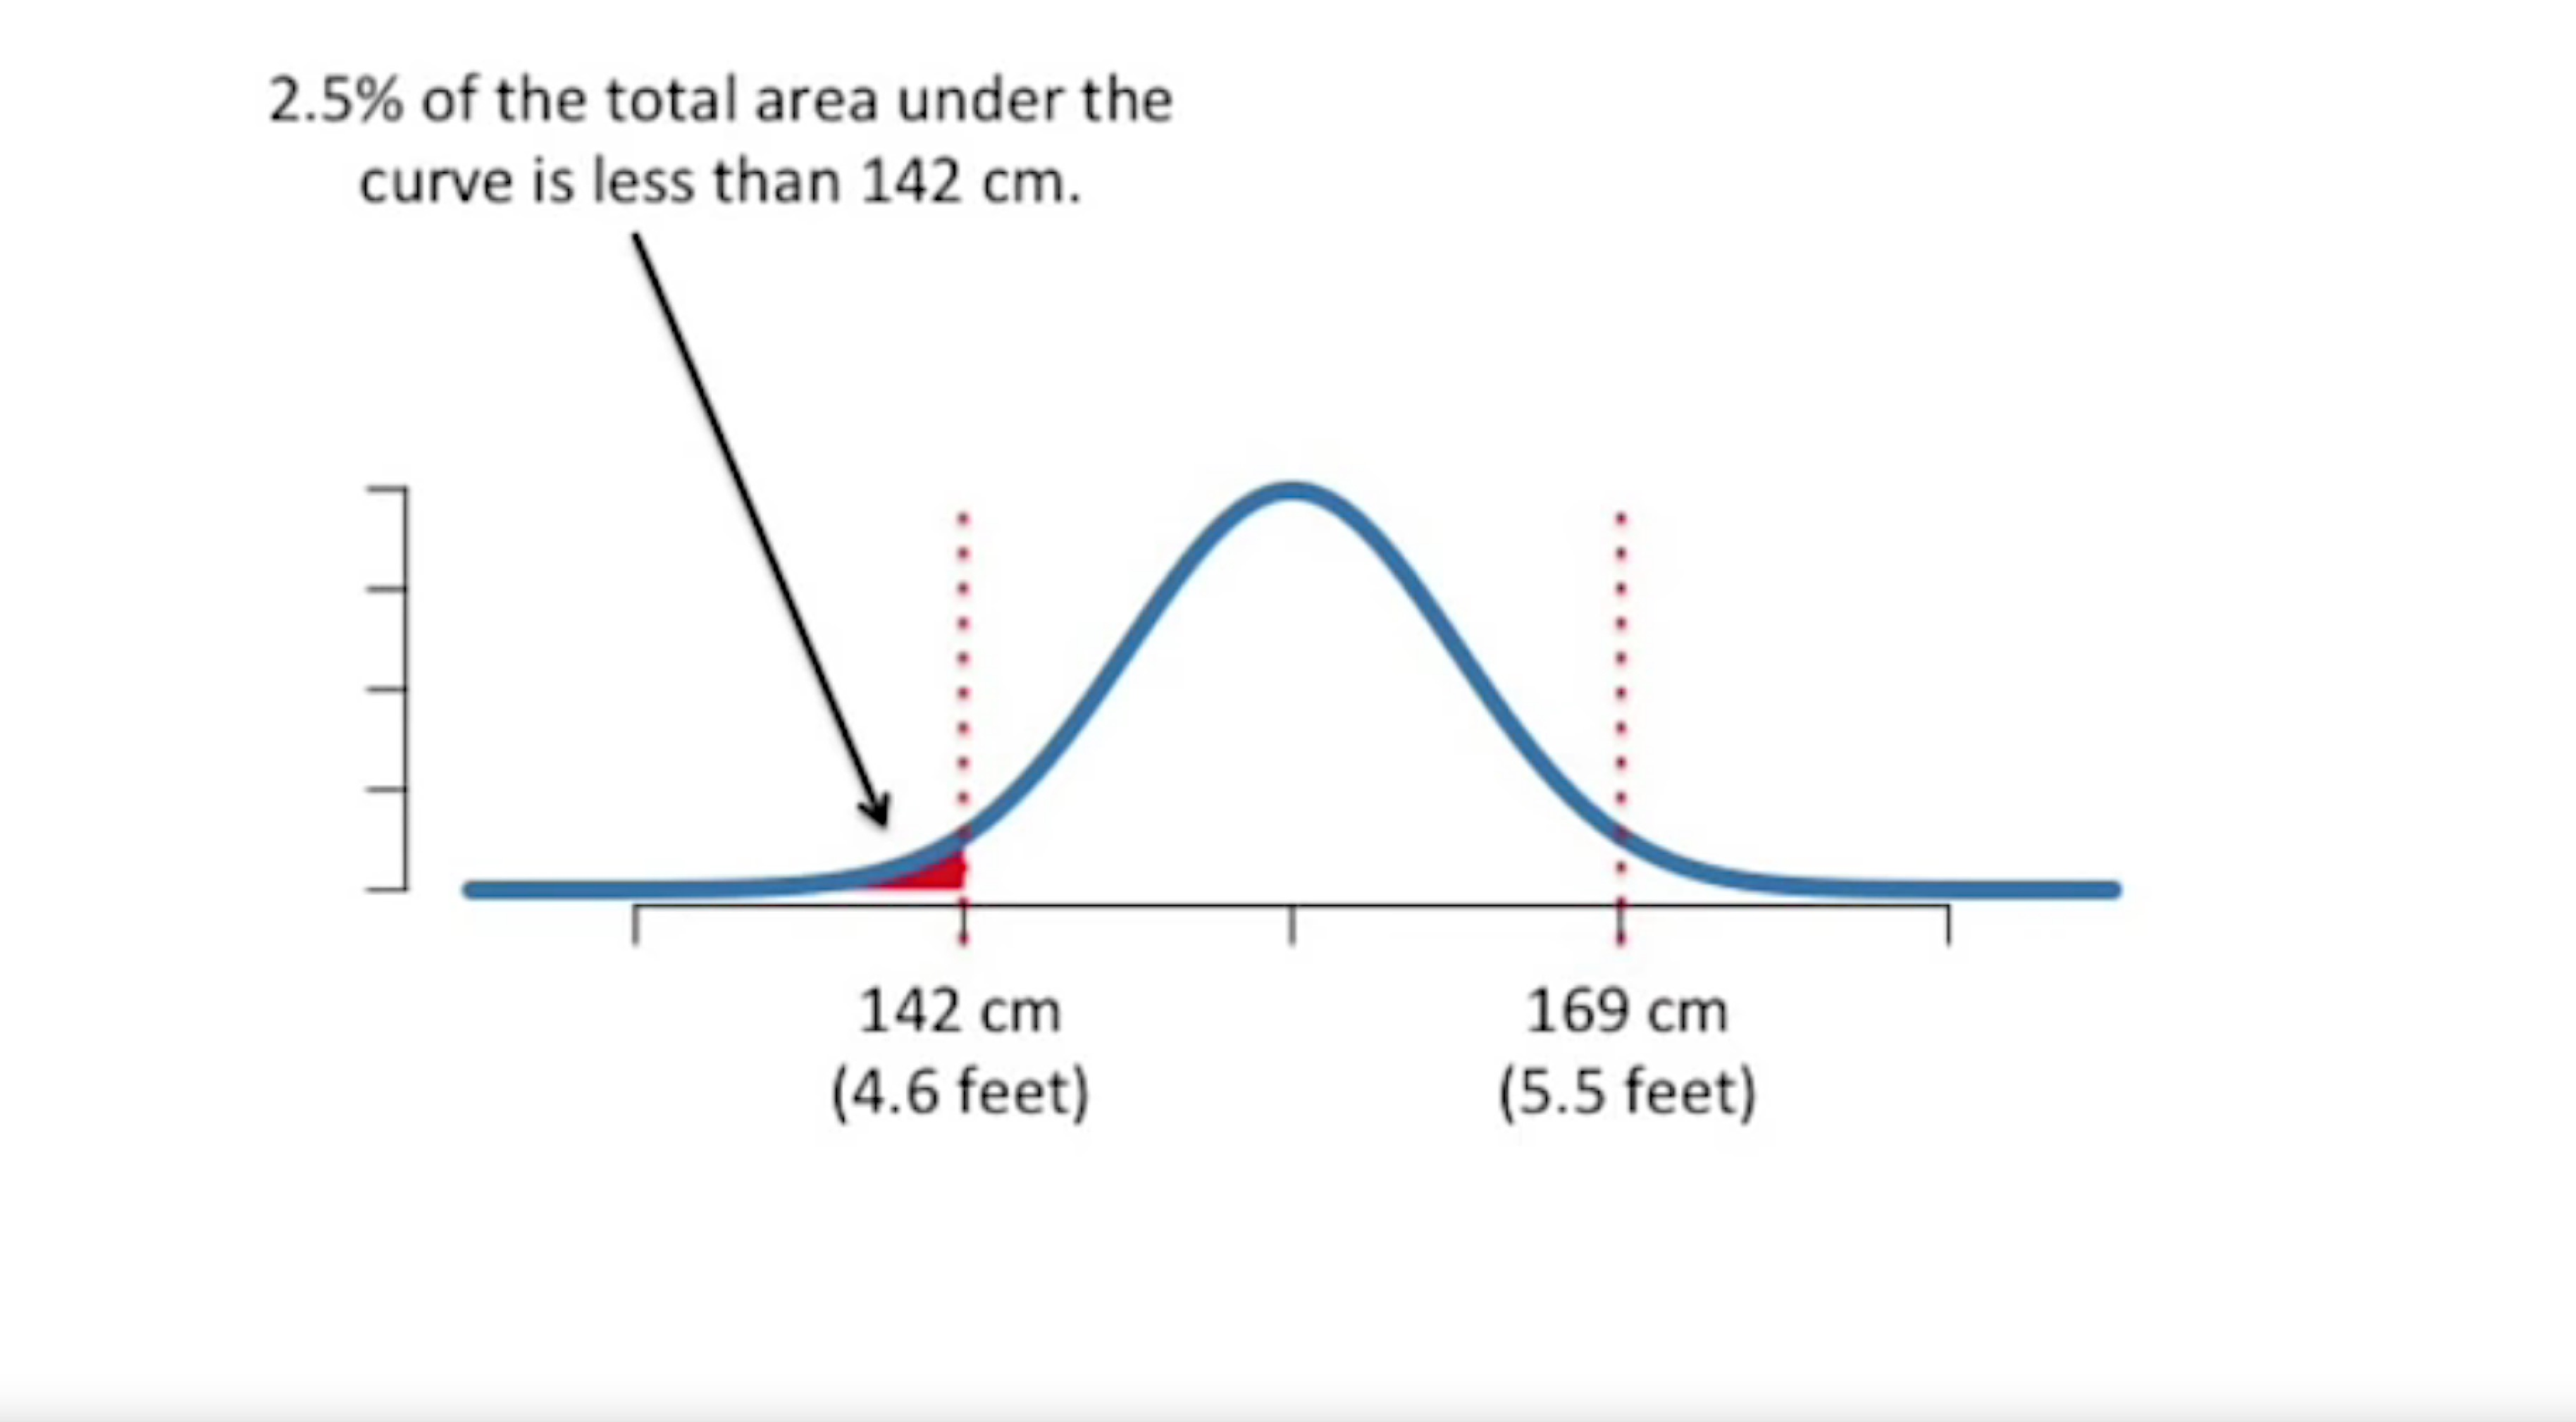 2.5% of the total area under the
curve is less than 142 cm.
142 cm
(4.6 feet)
169 cm
(5.5 feet)